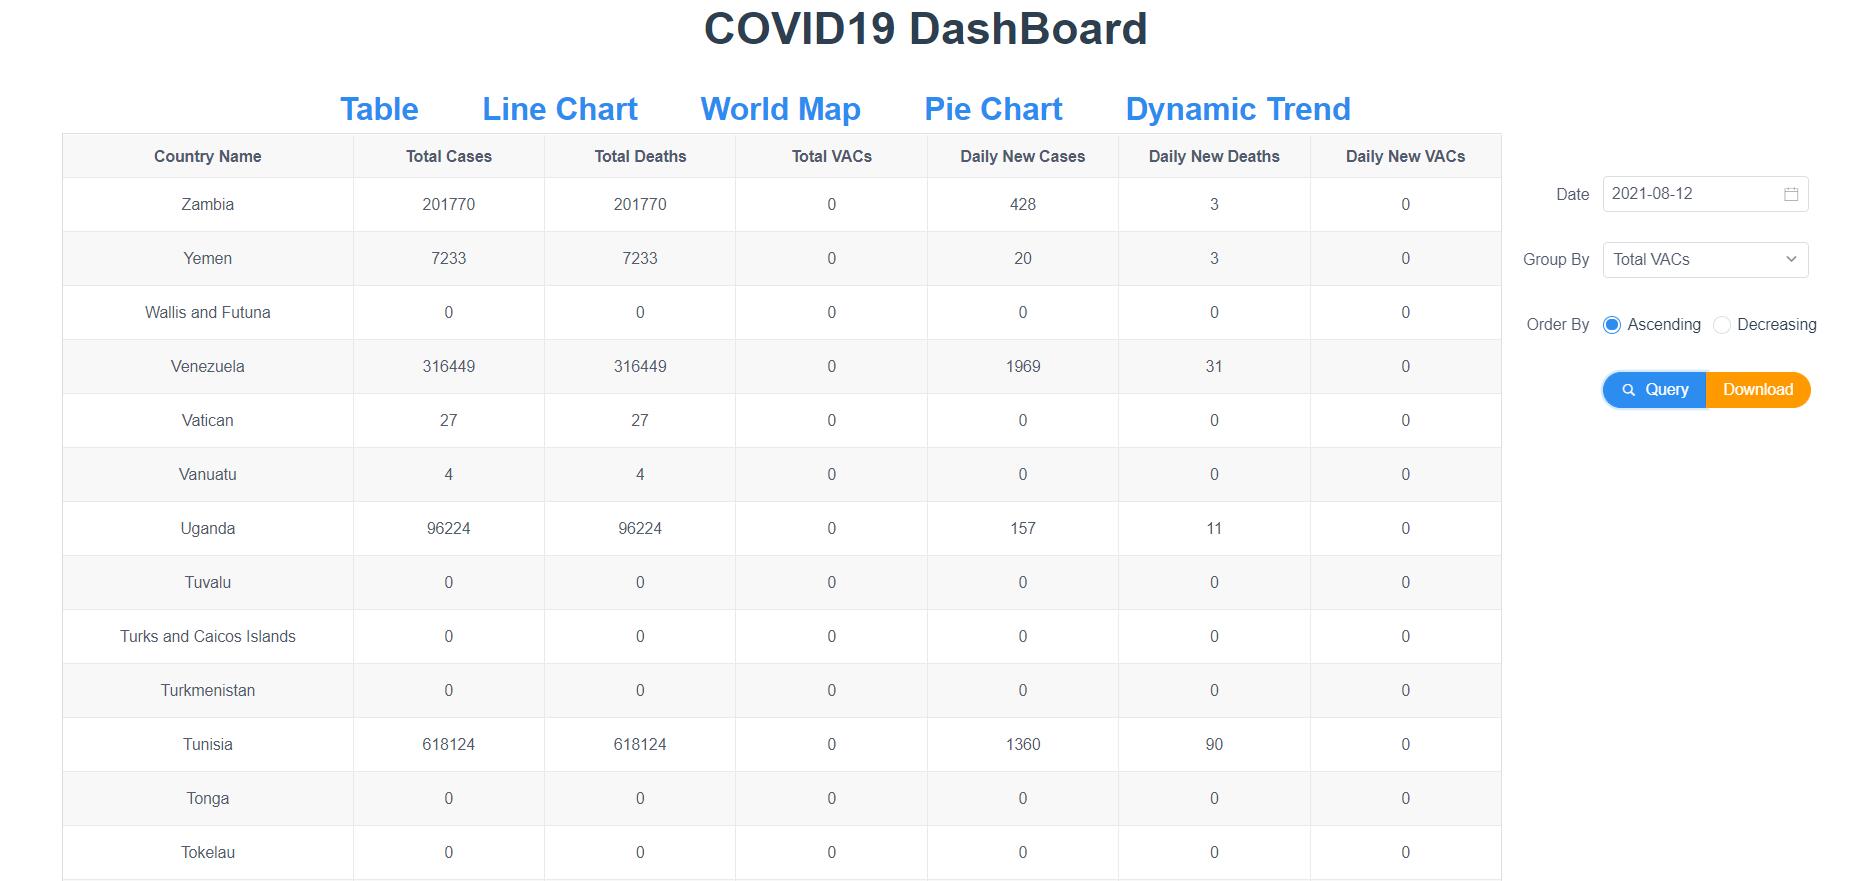 COVID19 DashBoard
Table Line Chart World Map Pie Chart Dynamic Trend
Country Name Total Cases Total Deaths Total VACs Daily New Cases Daily New Deaths Daily New VACs
Zambia 201770 201770 0 428 3 0
Yemen 7233 7233 0 20 3 0
Wallis and Futuna 0 0 0 0 0 0
Venezuela 316449 316449 0 1969 31 0
Vatican 27 27 0 0 0 0
Vanuatu 4 4 0 0 0 0
Uganda 96224 96224 0 157 11 0
Tuvalu 0 0 0 0 0 0
Turks and Caicos Islands 0 0 0 0 0 0
Turkmenistan 0 0 0 0 0 0
Tunisia 618124 618124 0 1360 90 0
Tonga 0 0 0 0 0 0
Tokelau 0 0 0 0 0 0
Date 2021-08-12
Group By Total VACs
Order By Ascending Decreasing
Query Download